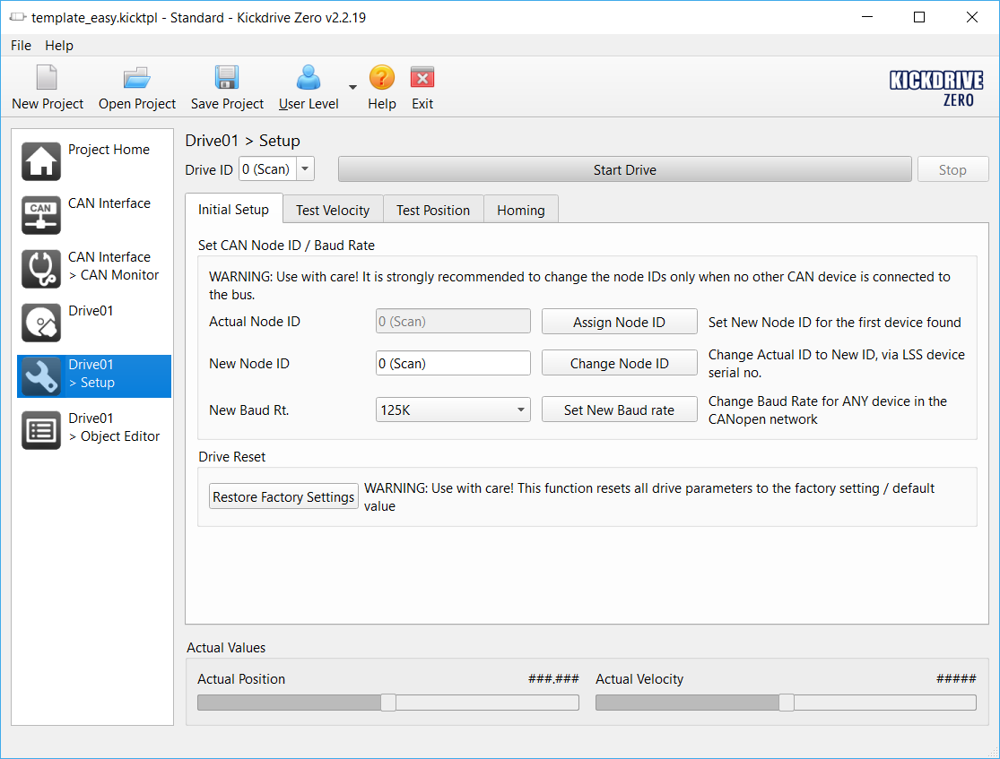 template_easy.kicktpl - Standard - Kickdrive Zero v2.2.19
File Help
New Project Open Project Save Project User Level Help Exit
KICKDRIVE
ZERO
Project Home
CAN
CAN Interface
CAN Interface
> CAN Monitor
Drive01
Drive01
> Setup
Drive01
> Object Editor
Drive01 > Setup
Drive ID 0 (Scan) Start Drive Stop
Initial Setup Test Velocity Test Position Homing
Set CAN Node ID / Baud Rate
WARNING: Use with care! It is strongly recommended to change the node IDs only when no other CAN device is connected to
the bus.
Actual Node ID 0 (Scan) Assign Node ID Set New Node ID for the first device found
New Node ID 0 (Scan) Change Node ID Change Actual ID to New ID, via LSS device
serial no.
New Baud Rt. 125K Set New Baud rate Change Baud Rate for ANY device in the
CANopen network
Drive Reset
Restore Factory Settings WARNING: Use with care! This function resets all drive parameters to the factory setting / default
value
Actual Values
Actual Position ###.### Actual Velocity #####